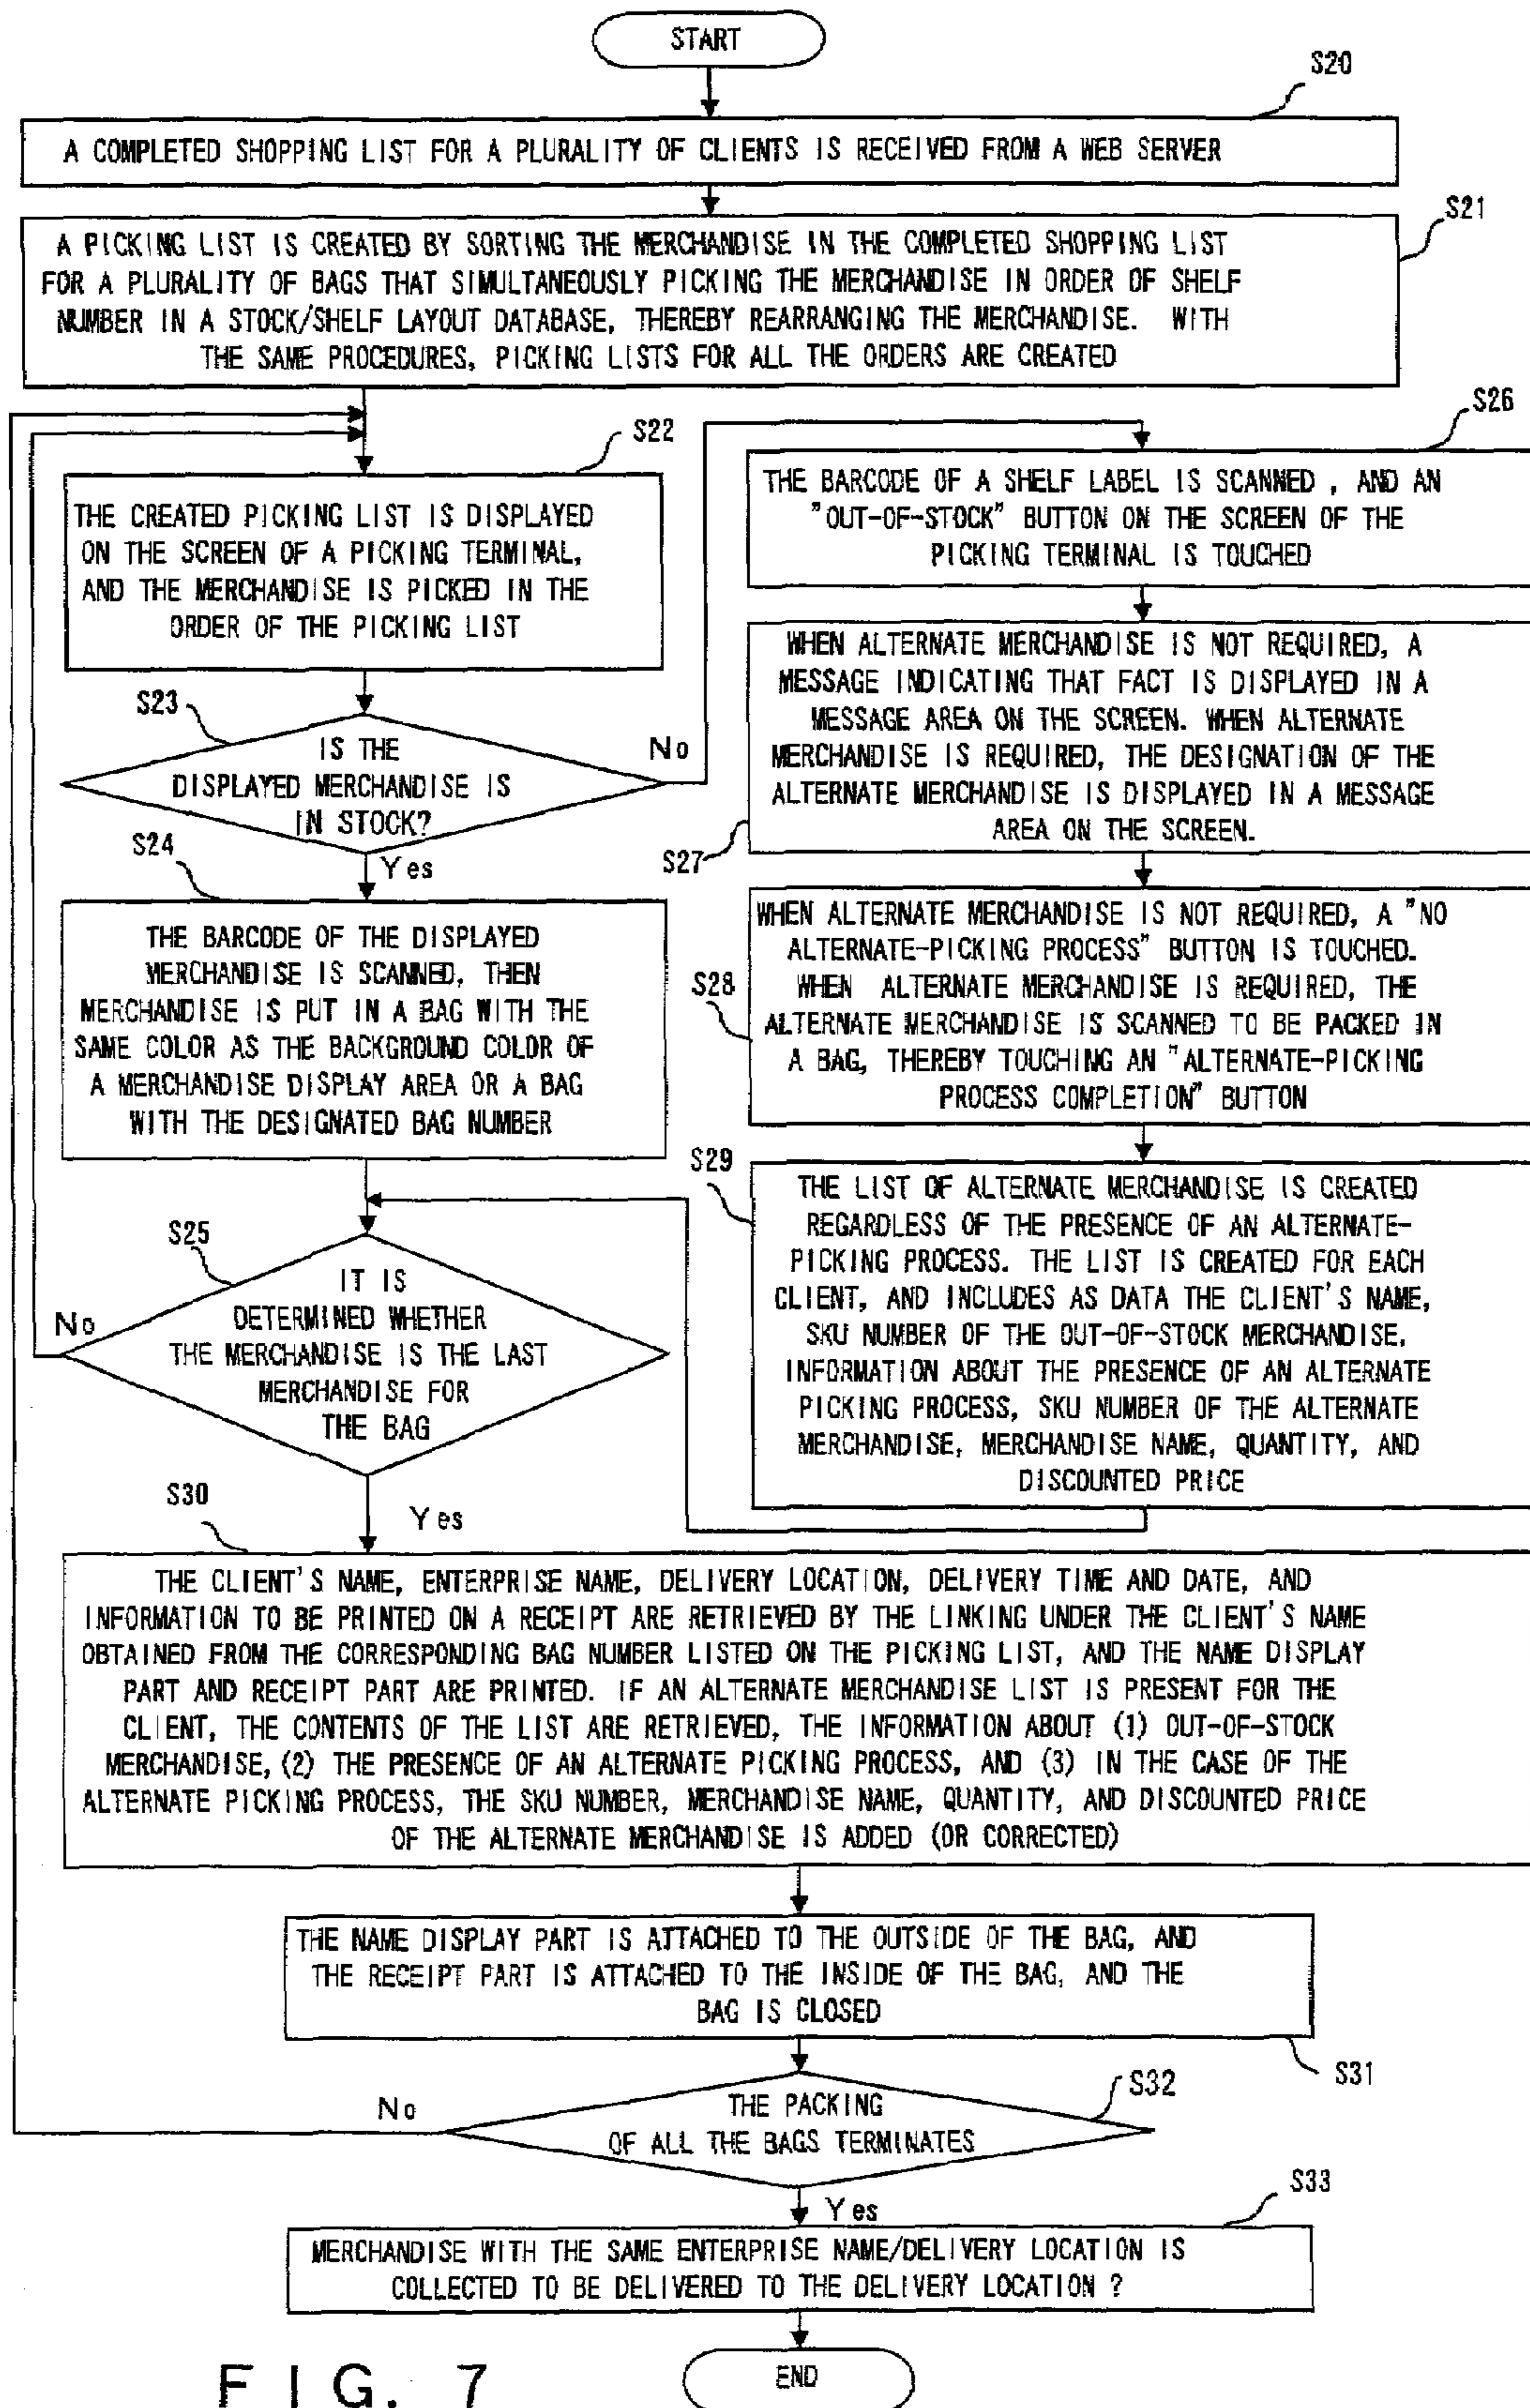 START
S20
A COMPLETED SHOPPING LIST FOR A PLURALITY OF CLIENTS IS RECEIVED FROM A WEB SERVER
S21
A PICKING LIST IS CREATED BY SORTING THE MERCHANDISE IN THE COMPLETED SHOPPING LIST
FOR A PLURALITY OF BAGS THAT SIMULTANEOUSLY PICKING THE MERCHANDISE IN ORDER OF SHELF
NUMBER IN A STOCK/SHELF LAYOUT DATABASE, THEREBY REARRANGING THE MERCHANDISE. WITH
THE SAME PROCEDURES, PICKING LISTS FOR ALL THE ORDERS ARE CREATED
S22
THE CREATED PICKING LIST IS DISPLAYED
ON THE SCREEN OF A PICKING TERMINAL,
AND THE MERCHANDISE IS PICKED IN THE
ORDER OF THE PICKING LIST
S23
IS THE
DISPLAYED MERCHANDISE IS
IN STOCK?
No
Yes
S24
THE BARCODE OF THE DISPLAYED
MERCHANDISE IS SCANNED, THEN
MERCHANDISE IS PUT IN A BAG WITH THE
SAME COLOR AS THE BACKGROUND COLOR OF
A MERCHANDISE DISPLAY AREA OR A BAG
WITH THE DESIGNATED BAG NUMBER
S25
IT IS
DETERMINED WHETHER
THE MERCHANDISE IS THE LAST
MERCHANDISE FOR
THE BAG
No
Yes
S26
THE BARCODE OF A SHELF LABEL IS SCANNED , AND AN
"OUT-OF-STOCK" BUTTON ON THE SCREEN OF THE
PICKING TERMINAL IS TOUCHED
WHEN ALTERNATE MERCHANDISE IS NOT REQUIRED, A
MESSAGE INDICATING THAT FACT IS DISPLAYED IN A
MESSAGE AREA ON THE SCREEN. WHEN ALTERNATE
MERCHANDISE IS REQUIRED, THE DESIGNATION OF THE
ALTERNATE MERCHANDISE IS DISPLAYED IN A MESSAGE
AREA ON THE SCREEN.
S27
WHEN ALTERNATE MERCHANDISE IS NOT REQUIRED, A "NO
ALTERNATE-PICKING PROCESS" BUTTON IS TOUCHED.
WHEN ALTERNATE MERCHANDISE IS REQUIRED, THE
ALTERNATE MERCHANDISE IS SCANNED TO BE PACKED IN
A BAG, THEREBY TOUCHING AN "ALTERNATE-PICKING
PROCESS COMPLETION" BUTTON
S28
S29
THE LIST OF ALTERNATE MERCHANDISE IS CREATED
REGARDLESS OF THE PRESENCE OF AN ALTERNATE-
PICKING PROCESS. THE LIST IS CREATED FOR EACH
CLIENT, AND INCLUDES AS DATA THE CLIENT'S NAME,
SKU NUMBER OF THE OUT-OF-STOCK MERCHANDISE,
INFORMATION ABOUT THE PRESENCE OF AN ALTERNATE
PICKING PROCESS, SKU NUMBER OF THE ALTERNATE
MERCHANDISE, MERCHANDISE NAME, QUANTITY, AND
DISCOUNTED PRICE
S30
THE CLIENT'S NAME, ENTERPRISE NAME, DELIVERY LOCATION, DELIVERY TIME AND DATE, AND
INFORMATION TO BE PRINTED ON A RECEIPT ARE RETRIEVED BY THE LINKING UNDER THE CLIENT'S NAME
OBTAINED FROM THE CORRESPONDING BAG NUMBER LISTED ON THE PICKING LIST, AND THE NAME DISPLAY
PART AND RECEIPT PART ARE PRINTED. IF AN ALTERNATE MERCHANDISE LIST IS PRESENT FOR THE
CLIENT, THE CONTENTS OF THE LIST ARE RETRIEVED, THE INFORMATION ABOUT (1) OUT-OF-STOCK
MERCHANDISE, (2) THE PRESENCE OF AN ALTERNATE PICKING PROCESS, AND (3) IN THE CASE OF THE
ALTERNATE PICKING PROCESS, THE SKU NUMBER, MERCHANDISE NAME, QUANTITY, AND DISCOUNTED PRICE
OF THE ALTERNATE MERCHANDISE IS ADDED (OR CORRECTED)
THE NAME DISPLAY PART IS ATTACHED TO THE OUTSIDE OF THE BAG, AND
THE RECEIPT PART IS ATTACHED TO THE INSIDE OF THE BAG, AND THE
BAG IS CLOSED
S31
S32
THE PACKING
OF ALL THE BAGS TERMINATES
No
Yes
S33
MERCHANDISE WITH THE SAME ENTERPRISE NAME/DELIVERY LOCATION IS
COLLECTED TO BE DELIVERED TO THE DELIVERY LOCATION ?
END
FIG. 7